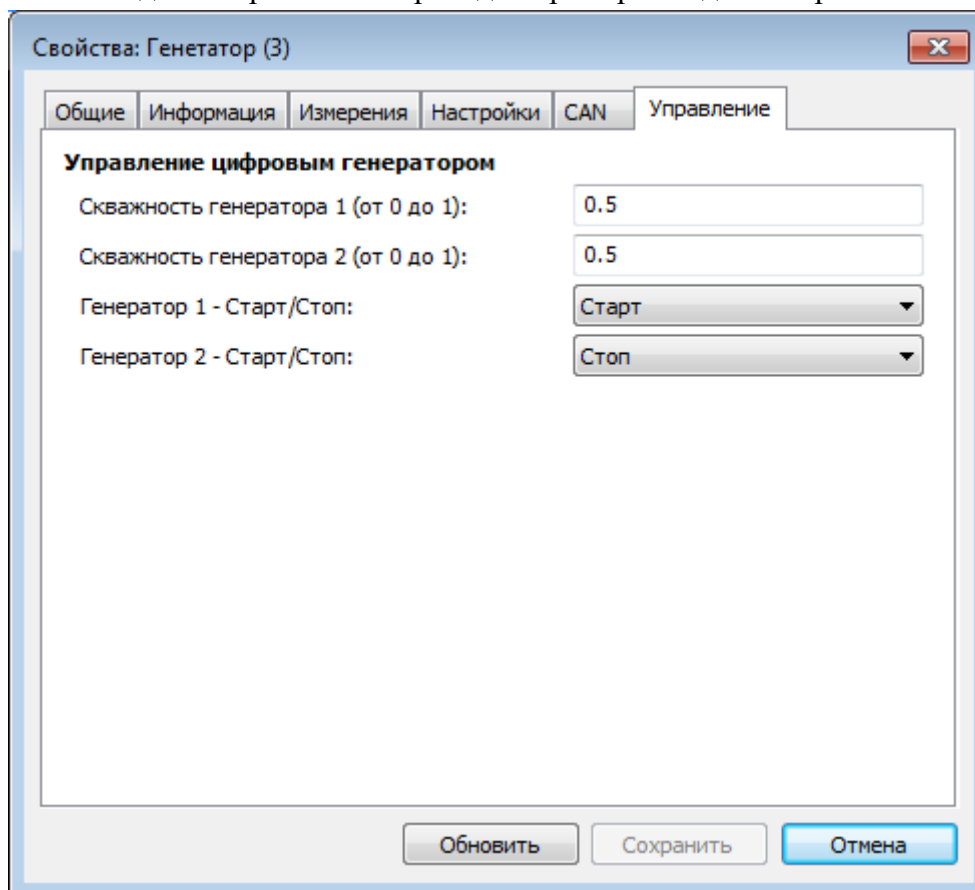 Свойства: Генетатор (3)
Общие Информация Измерения Настройки CAN Управление
Управление цифровым генератором
Скважность генератора 1 (от 0 до 1): 0.5
Скважность генератора 2 (от 0 до 1): 0.5
Генератор 1 - Старт/Стоп: Старт
Генератор 2 - Старт/Стоп: Стоп
Обновить Сохранить Отмена